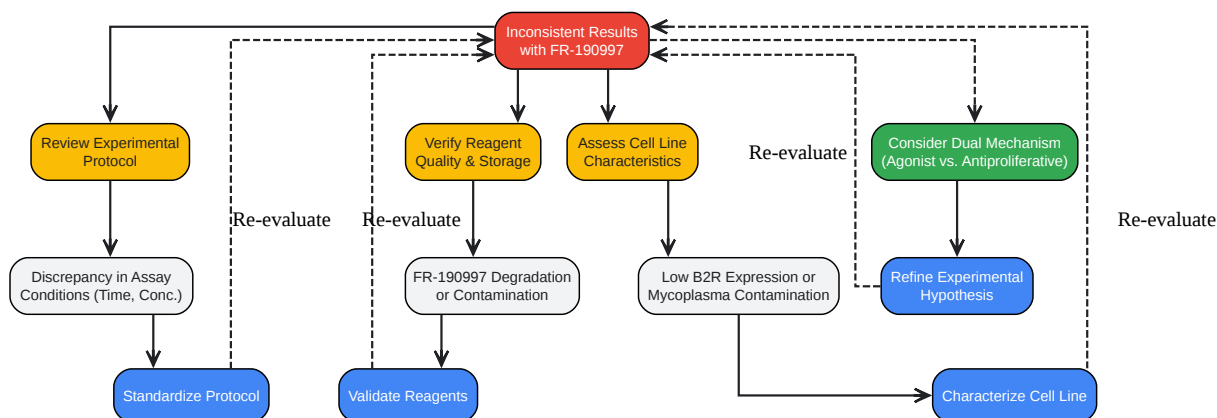 Inconsistent Results
with FR-190997
Review Experimental
Protocol
Verify Reagent
Quality & Storage
Assess Cell Line
Characteristics
Re-evaluate
Consider Dual Mechanism
(Agonist vs. Antiproliferative)
Re-evaluate
Re-evaluate
Re-evaluate
Discrepancy in Assay
Conditions (Time, Conc.)
FR-190997 Degradation
or Contamination
Low B2R Expression or
Mycoplasma Contamination
Refine Experimental
Hypothesis
Standardize Protocol
Validate Reagents
Characterize Cell Line